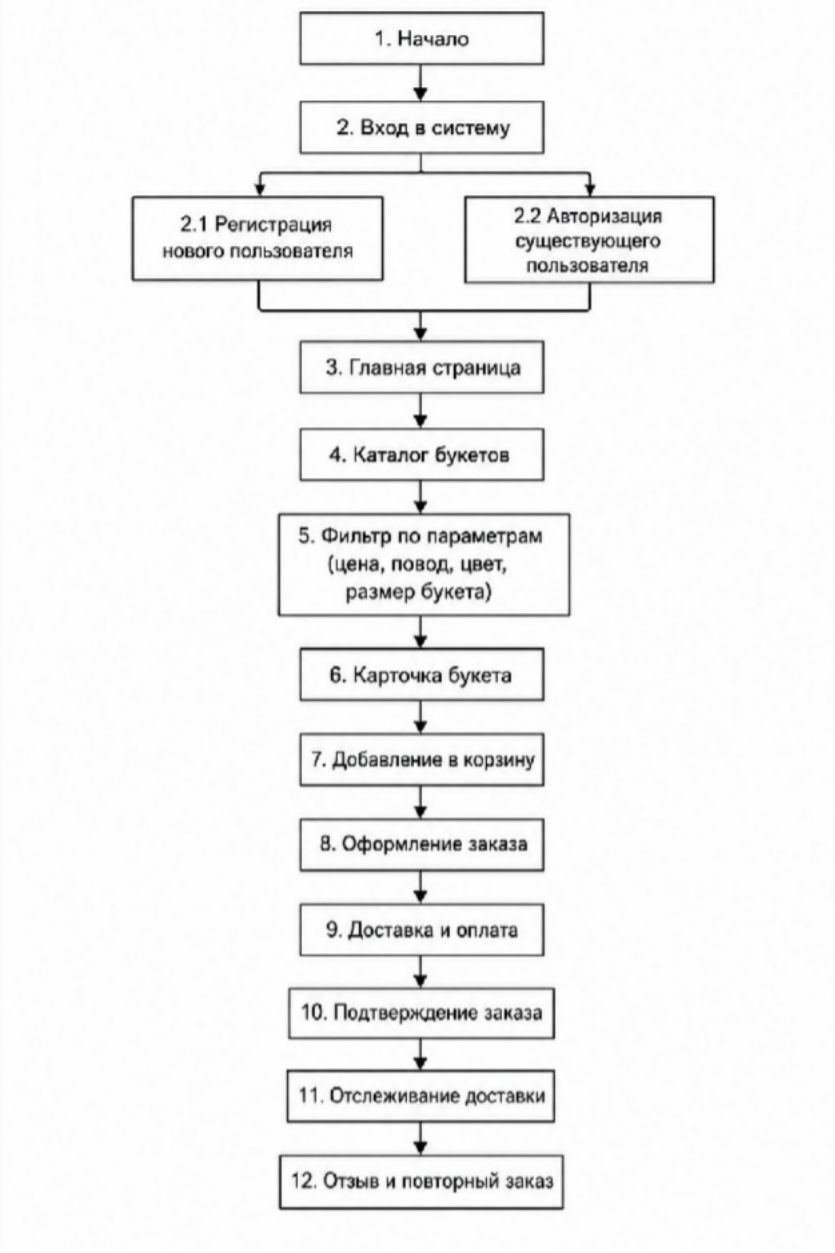 1. Начало
2. Вход в систему
2.1 Регистрация
нового пользователя
2.2 Авторизация
существующего
пользователя
3. Главная страница
4. Каталог букетов
5. Фильтр по параметрам
(цена, повод, цвет,
размер букета)
6. Карточка букета
7. Добавление в корзину
8. Оформление заказа
9. Доставка и оплата
10. Подтверждение заказа
11. Отслеживание доставки
12. Отзыв и повторный заказ